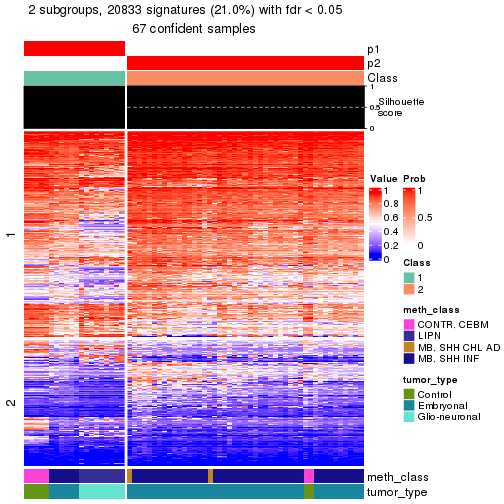 2 subgroups, 20833 signatures (21.0%) with fdr < 0.05
67 confident samples
p1
p2
Class
1
0.5
0
Silhouette
score
1
2
Value
1
0.8
0.6
0.4
0.2
0
Prob
1
0.5
0
Class
1
2
meth_class
CONTR. CEBM
LIPN
MB. SHH CHL AD
MB. SHH INF
tumor_type
Control
Embryonal
Glio-neuronal
meth_class
tumor_type